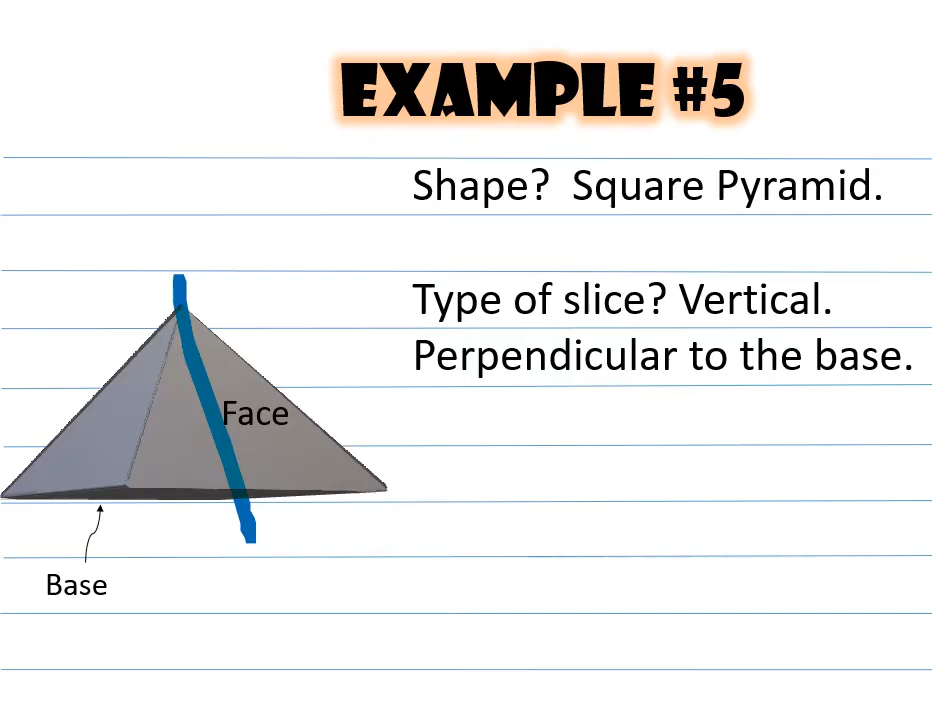 EXAMPLE #5
Shape? Square Pyramid.
Type of slice? Vertical.
Perpendicular to the base.
Face
Base